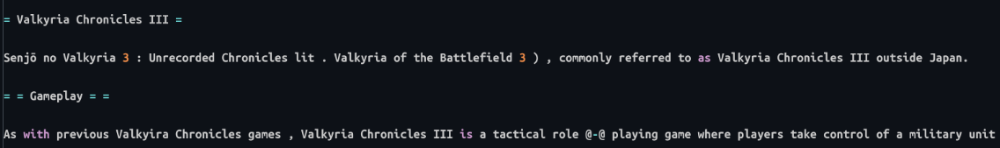 = Valkyria Chronicles III =
Senjō no Valkyria 3 : Unrecorded Chronicles lit . Valkyria of the Battlefield 3 ) , commonly referred to as Valkyria Chronicles III outside Japan.
= = Gameplay = =
As with previous Valkyira Chronicles games , Valkyria Chronicles III is a tactical role @-@ playing game where players take control of a military unit